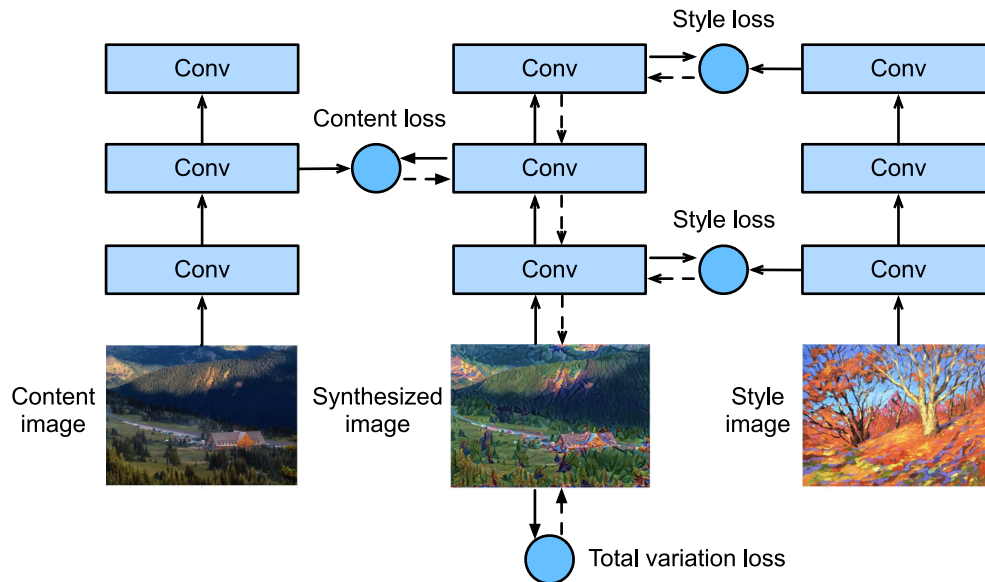 Style loss
Conv
Conv
Conv
Content loss
Conv
Conv
Conv
Style loss
Conv
Conv
Conv
Content
image
Synthesized
image
Style
image
Total variation loss